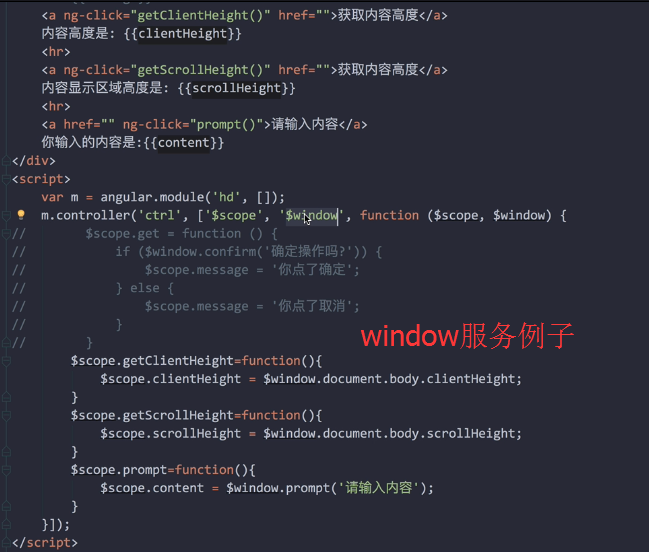 <a ng-click="getClientHeight()" href="">获取内容高度</a>
内容高度是: {{clientHeight}}
<hr>
<a ng-click="getScrollHeight()" href="">获取内容高度</a>
内容显示区域高度是: {{scrollHeight}}
<hr>
<a href="" ng-click="prompt()">请输入内容</a>
你输入的内容是:{{content}}
</div>
<script>
var m = angular.module('hd', []);
m.controller('ctrl', ['$scope', '$window', function ($scope, $window) {
// $scope.get = function () {
// if ($window.confirm('确定操作吗?')) {
// $scope.message = '你点了确定';
// } else {
// $scope.message = '你点了取消';
// }
// }
window服务例子
$scope.getClientHeight=function(){
$scope.clientHeight = $window.document.body.clientHeight;
}
$scope.getScrollHeight=function(){
$scope.scrollHeight = $window.document.body.scrollHeight;
}
$scope.prompt=function(){
$scope.content = $window.prompt('请输入内容');
}
}]);
</script>